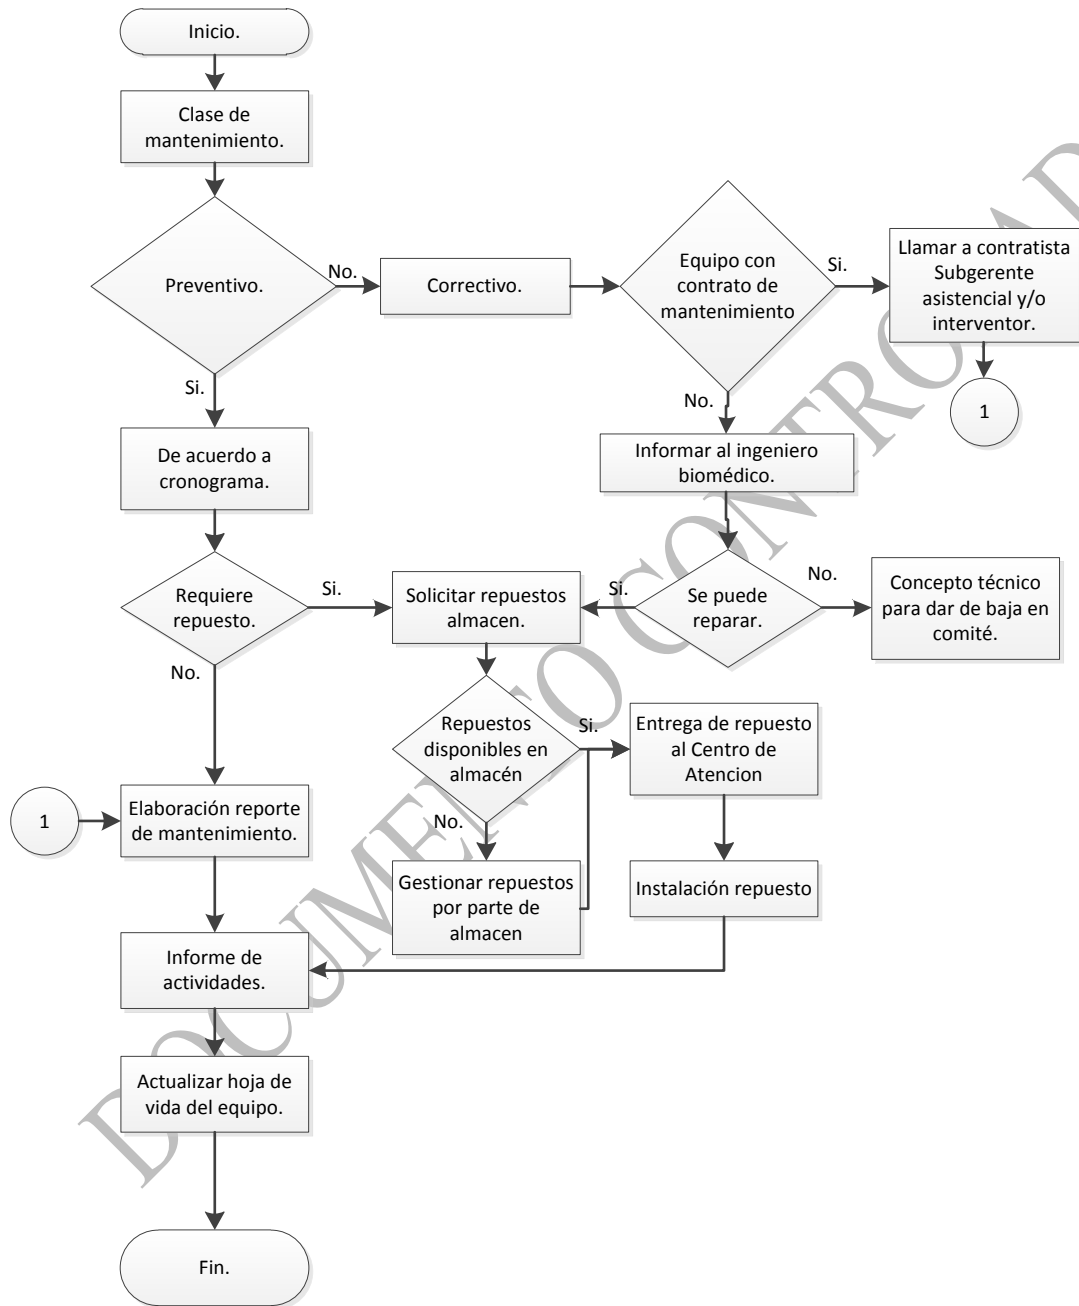 Inicio.
Clase de
mantenimiento.
Preventivo.
No.
Correctivo.
Equipo con
contrato de
mantenimiento
Si.
Llamar a contratista
Subgerente
asistencial y/o
interventor.
1
Si.
No.
De acuerdo a
cronograma.
Informar al ingeniero
biomédico.
Requiere
repuesto.
Si.
Solicitar repuestos
almacen.
Si.
Se puede
reparar.
No.
Concepto técnico
para dar de baja en
comité.
No.
Repuestos
disponibles en
almacén
Si.
Entrega de repuesto
al Centro de
Atencion
1
Elaboración reporte
de mantenimiento.
No.
Gestionar repuestos
por parte de
almacen
Instalación repuesto
Informe de
actividades.
Actualizar hoja de
vida del equipo.
Fin.
DOCUMENTO CONTROLAD